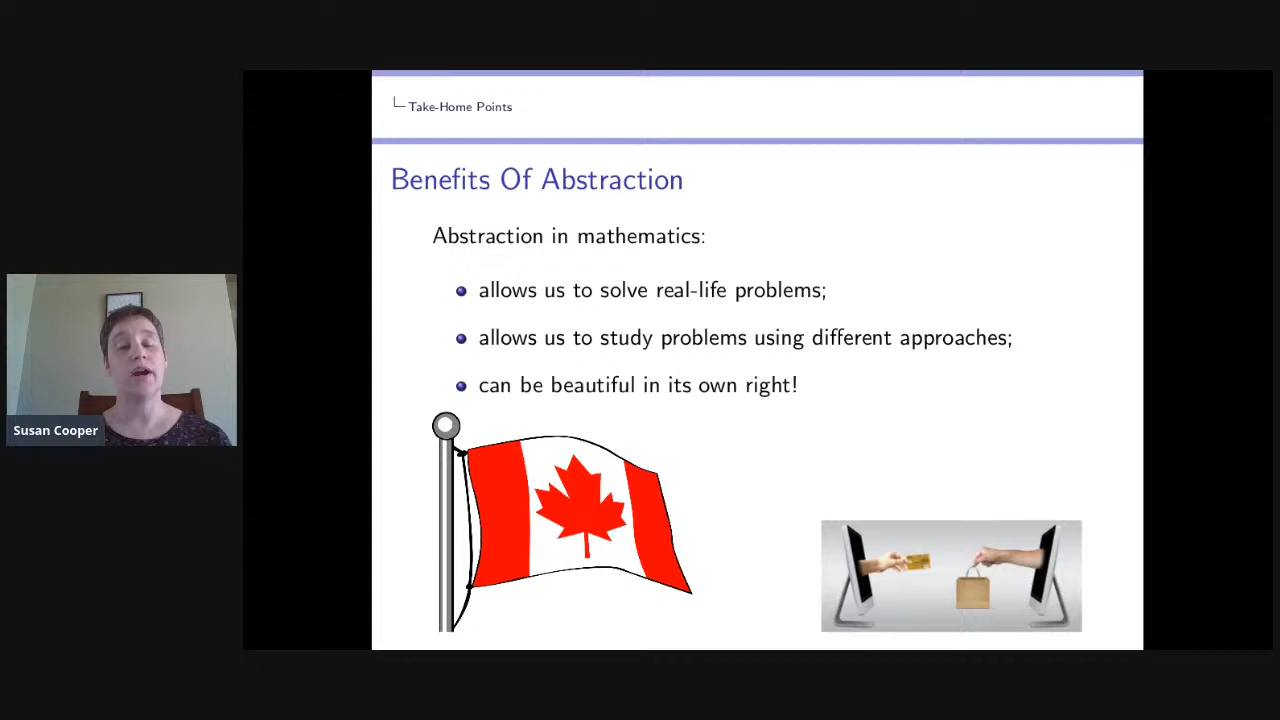 Take-Home Points
Benefits Of Abstraction
Abstraction in mathematics:
allows us to solve real-life problems;
allows us to study problems using different approaches;
can be beautiful in its own right!
Susan Cooper